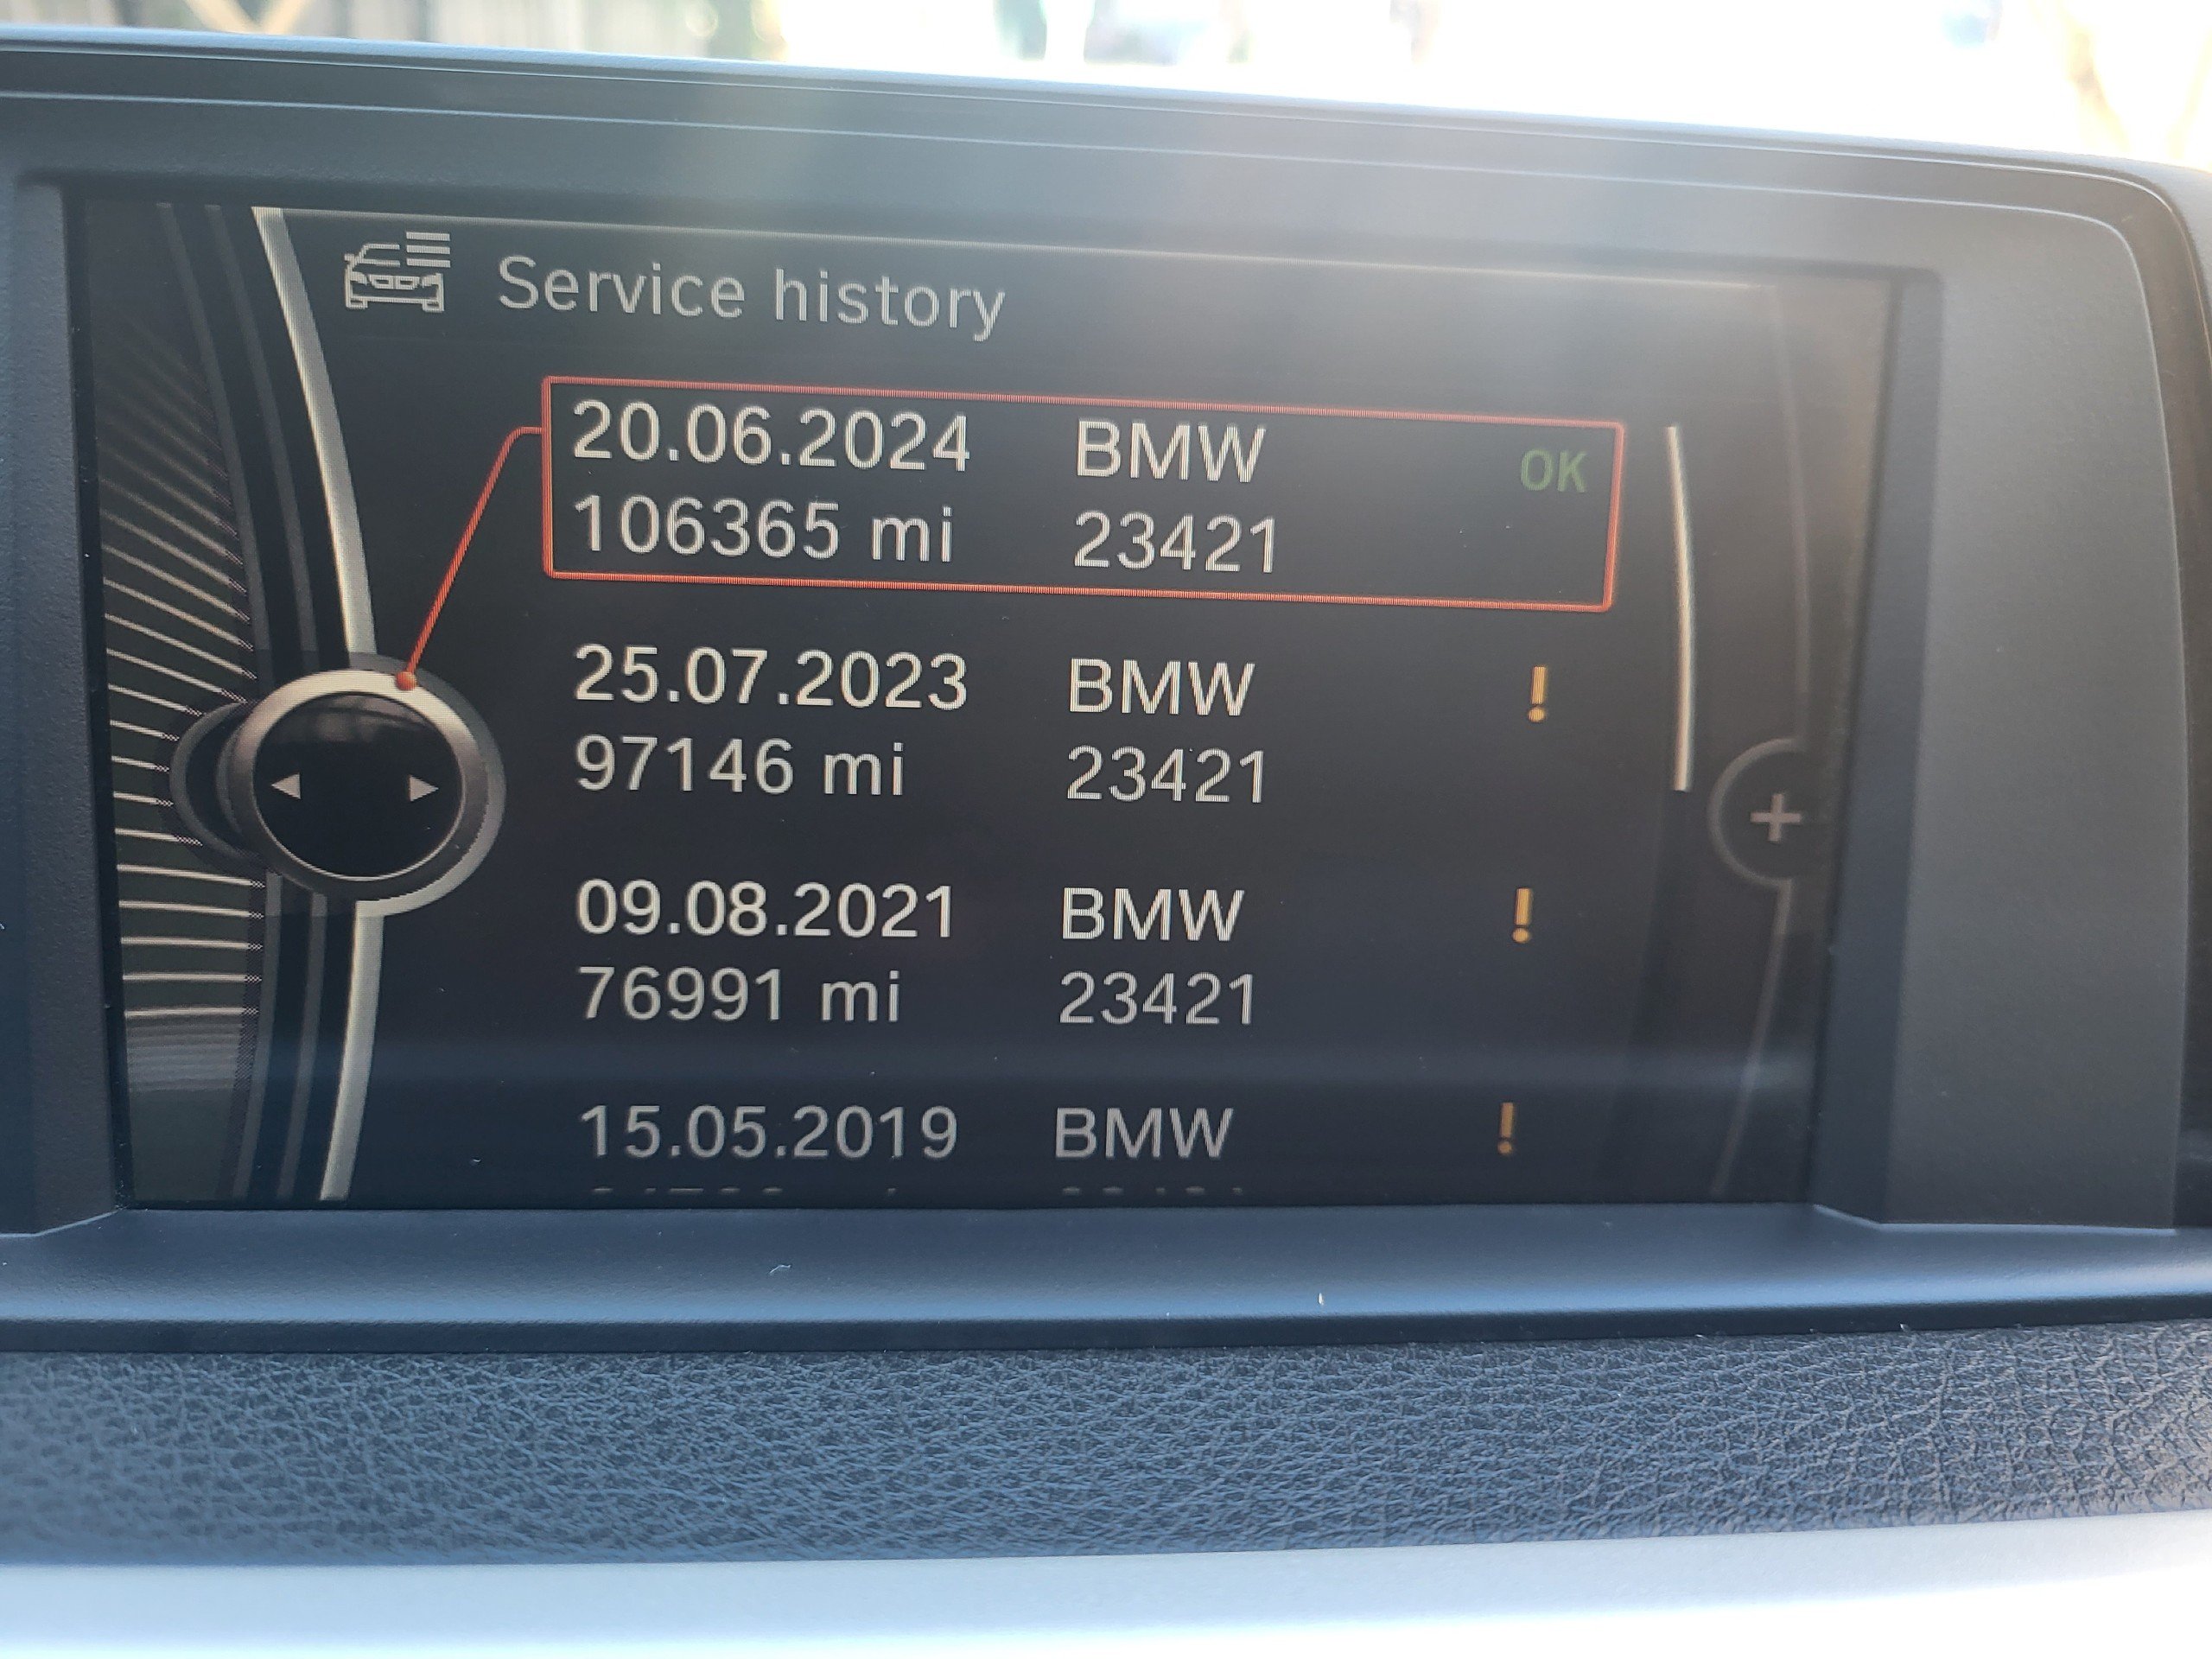 Service history
20.06.2024 BMW OK
106365 mi 23421
25.07.2023 BMW !
97146 mi 23421
09.08.2021 BMW !
76991 mi 23421
15.05.2019 BMW !